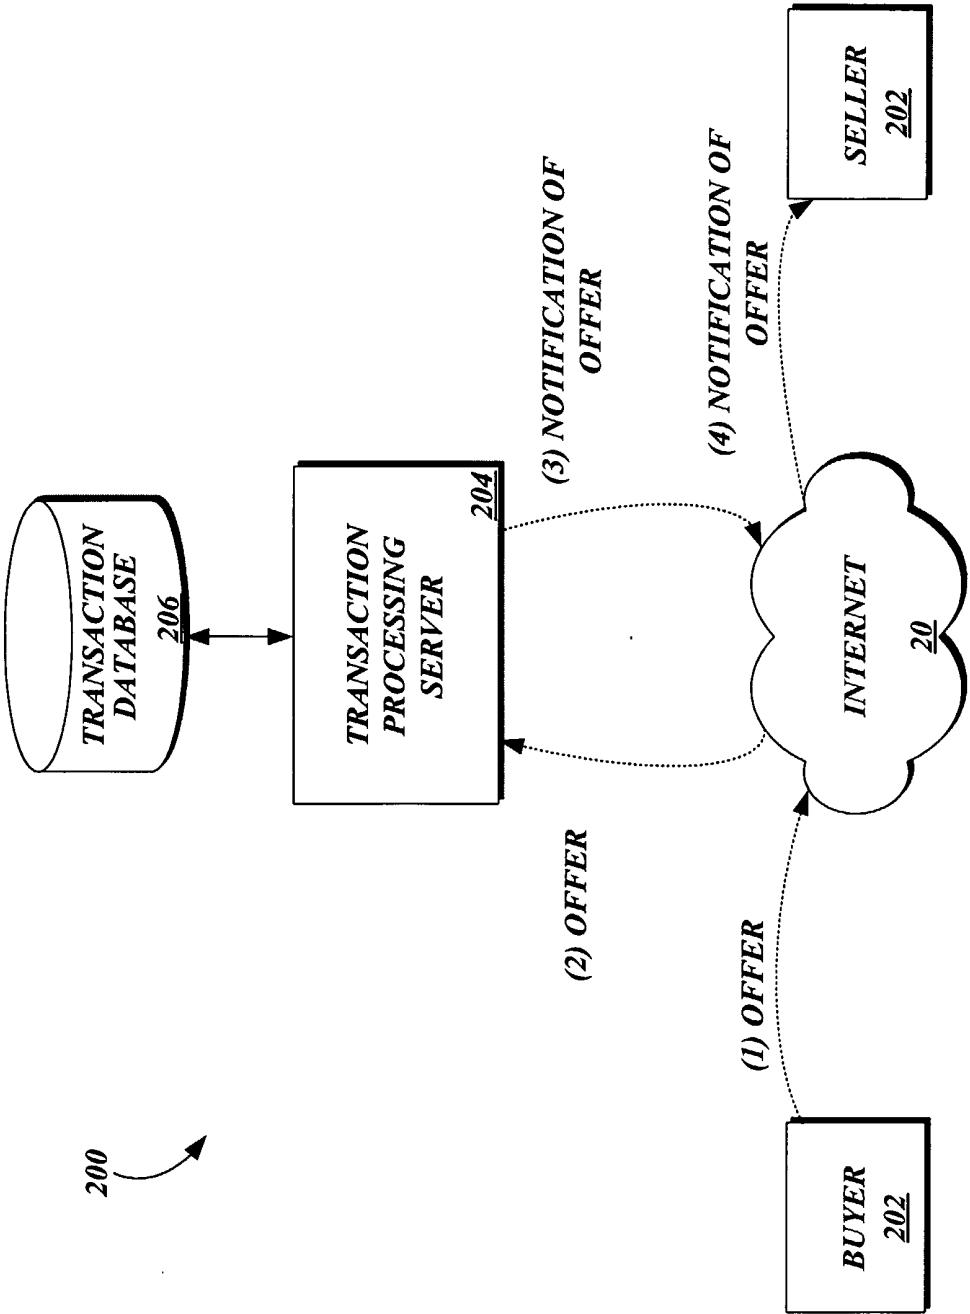 200
TRANSACTION
DATABASE
206
TRANSACTION
PROCESSING
SERVER
204
(2) OFFER
(3) NOTIFICATION OF
OFFER
(1) OFFER
(4) NOTIFICATION OF
OFFER
BUYER
202
INTERNET
20
SELLER
202